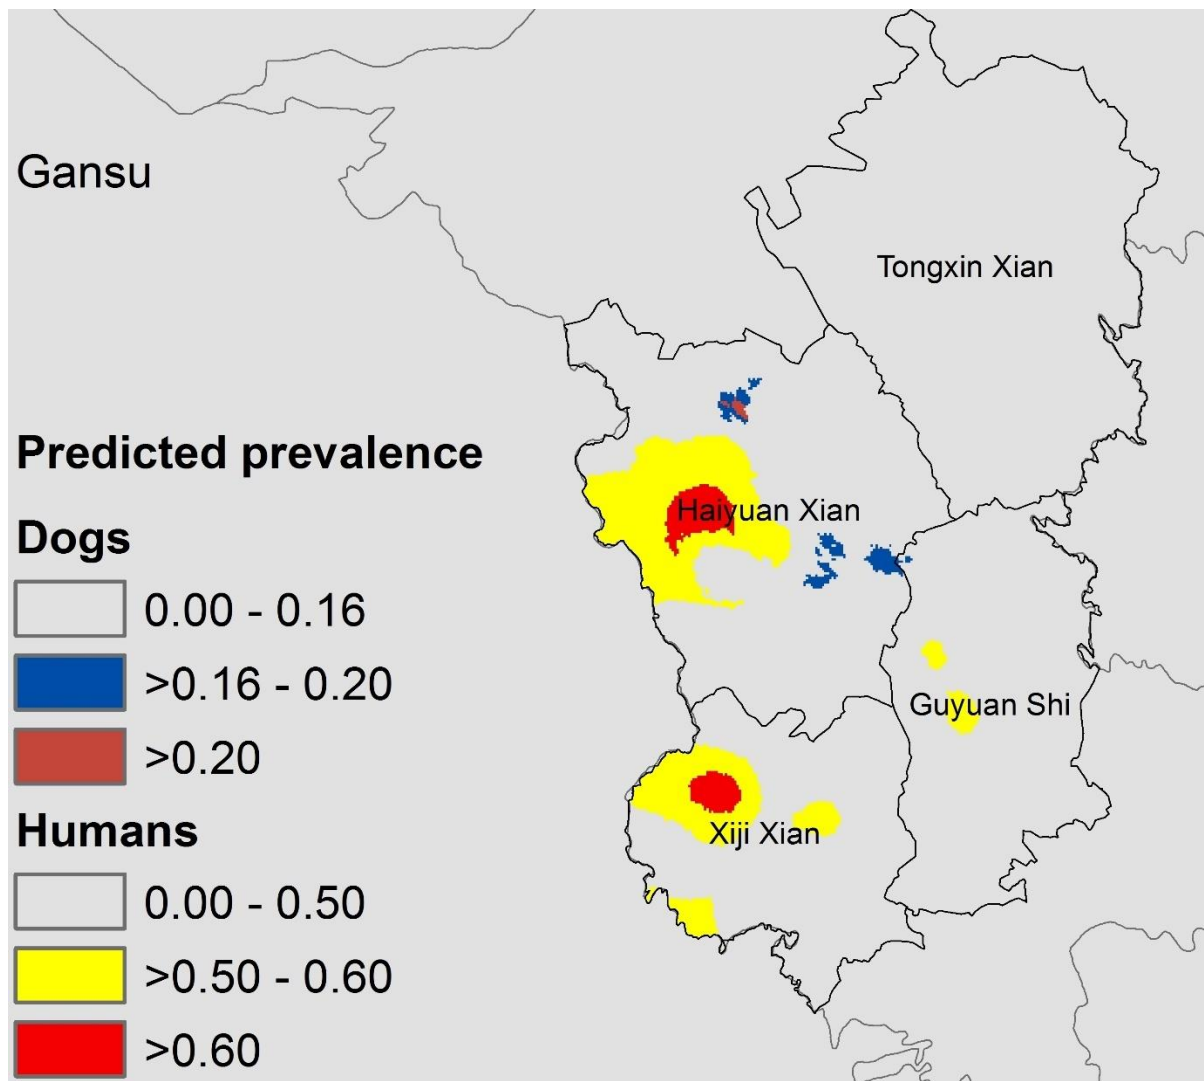 Gansu
Tongxin Xian
Predicted prevalence
Haiyuan Xian
Dogs
0.00 - 0.16
>0.16 - 0.20
Guyuan Shi
>0.20
Humans
Xiji Xian
0.00 - 0.50
>0.50 - 0.60
>0.60